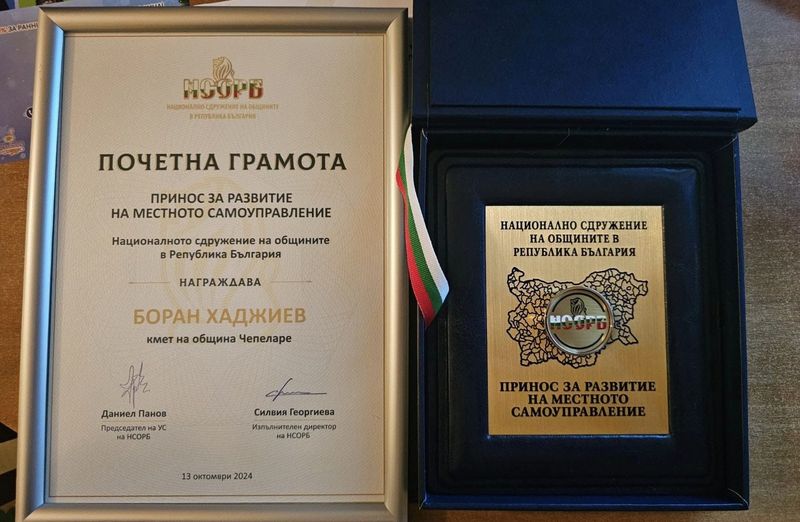 НСОРБ
НАЦИОНАЛНО СДРУЖЕНИЕ НА ОБЩИНИТЕ
В РЕПУБЛИКА БЪЛГАРИЯ
ПОЧЕТНА ГРАМОТА
ПРИНОС ЗА РАЗВИТИЕ
НА МЕСТНОТО САМОУПРАВЛЕНИЕ
Националното сдружение на общините
в Република България
НАГРАЖДАВА
БОРАН ХАДЖИЕВ
кмет на община Чепеларе
Даниел Панов
Председател на УС
на НСОРБ
Силвия Георгиева
Изпълнителен директор
на НСОРБ
13 октомври 2024
НАЦИОНАЛНО СДРУЖЕНИЕ
НА ОБЩИНИТЕ В
РЕПУБЛИКА БЪЛГАРИЯ
НСОРБ
ПРИНОС ЗА РАЗВИТИЕ
НА МЕСТНОТО
САМОУПРАВЛЕНИЕ